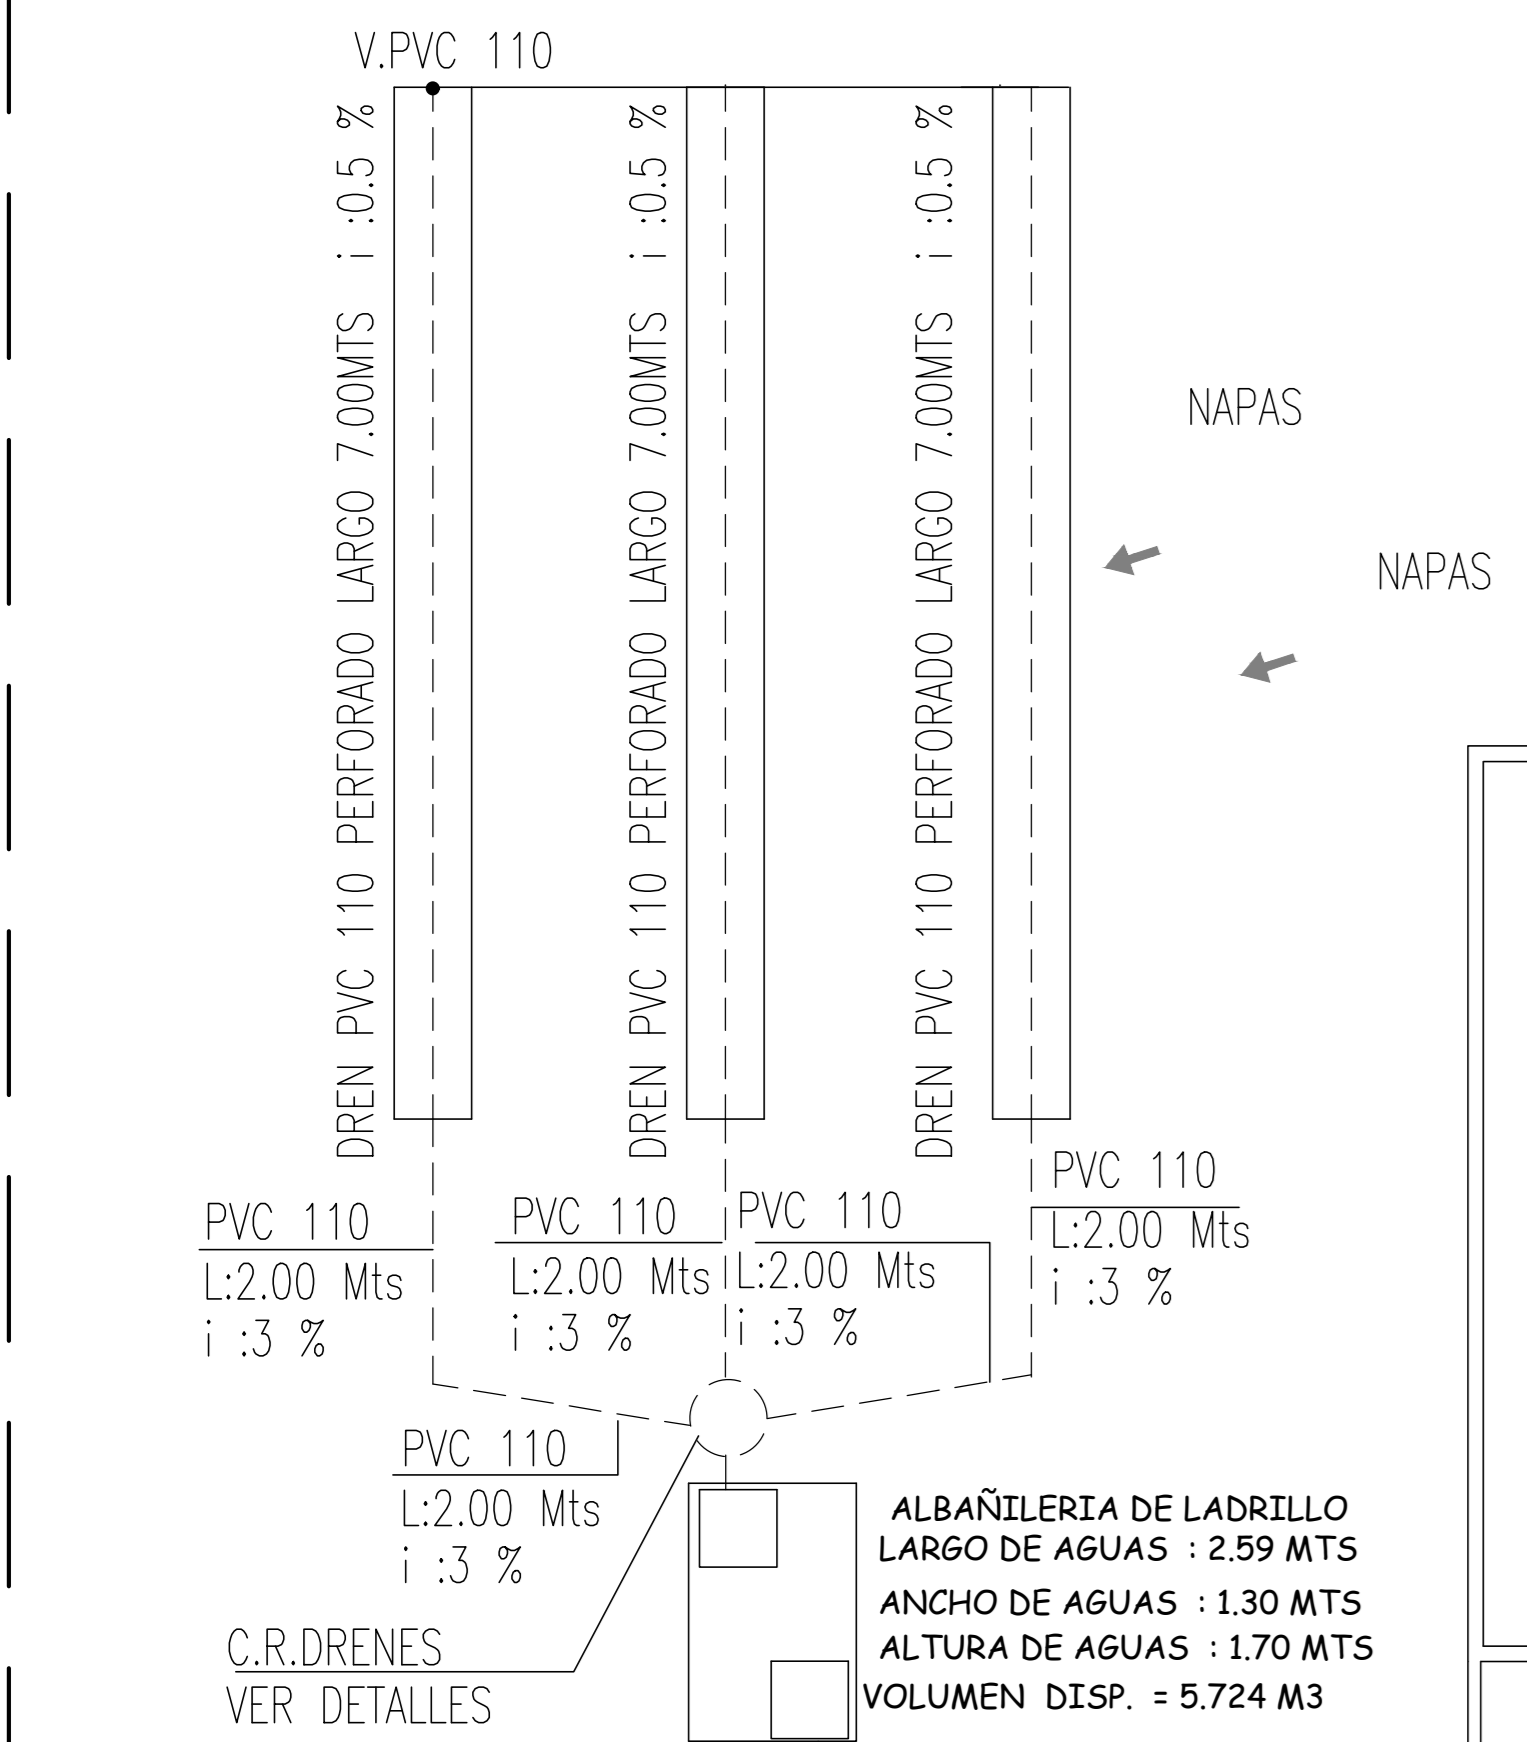 V.PVC 110
DREN PVC 110 PERFORADO LARGO 7.00MTS i :0.5 %
DREN PVC 110 PERFORADO LARGO 7.00MTS i :0.5 %
DREN PVC 110 PERFORADO LARGO 7.00MTS i :0.5 %
NAPAS
NAPAS
PVC 110
L:2.00 Mts
i :3 %
PVC 110
L:2.00 Mts
i :3 %
PVC 110
L:2.00 Mts
i :3 %
PVC 110
L:2.00 Mts
i :3 %
PVC 110
L:2.00 Mts
i :3 %
C.R.DRENES
VER DETALLES
ALBAÑILERIA DE LADRILLO
LARGO DE AGUAS : 2.59 MTS
ANCHO DE AGUAS : 1.30 MTS
ALTURA DE AGUAS : 1.70 MTS
VOLUMEN DISP. = 5.724 M3